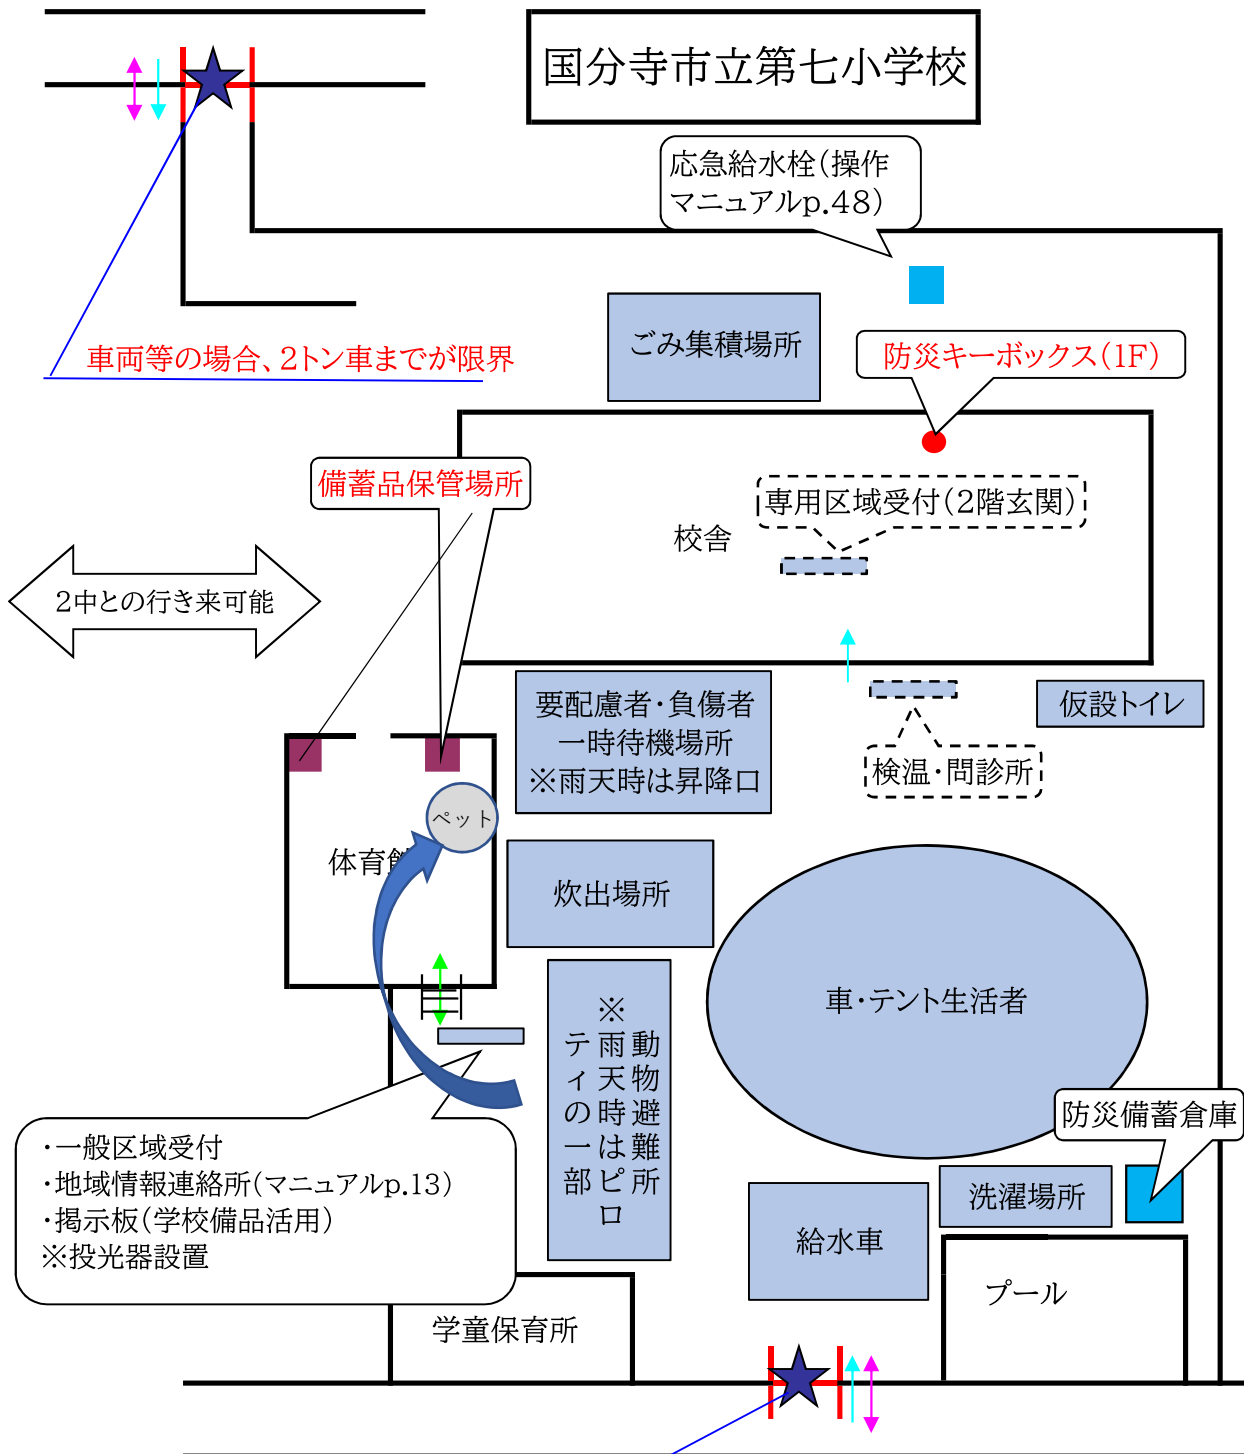 国分寺市立第七小学校
応急給水栓（操作
マニュアルp.48）
ごみ集積場所
車両等の場合、2トン車までが限界
防災キーボックス（1F）
備蓄品保管場所
専用区域受付（2階玄関）
校舎
2中との行き来可能
要配慮者・負傷者
一時待機場所
※雨天時は昇降口
仮設トイレ
検温・問診所
ペット
体育館
炊出場所
車・テント生活者
動物避難所
※雨天時はピロ
ティの一部
防災備蓄倉庫
・一般区域受付
・地域情報連絡所（マニュアルp.13）
・掲示板（学校備品活用）
※投光器設置
洗濯場所
給水車
プール
学童保育所